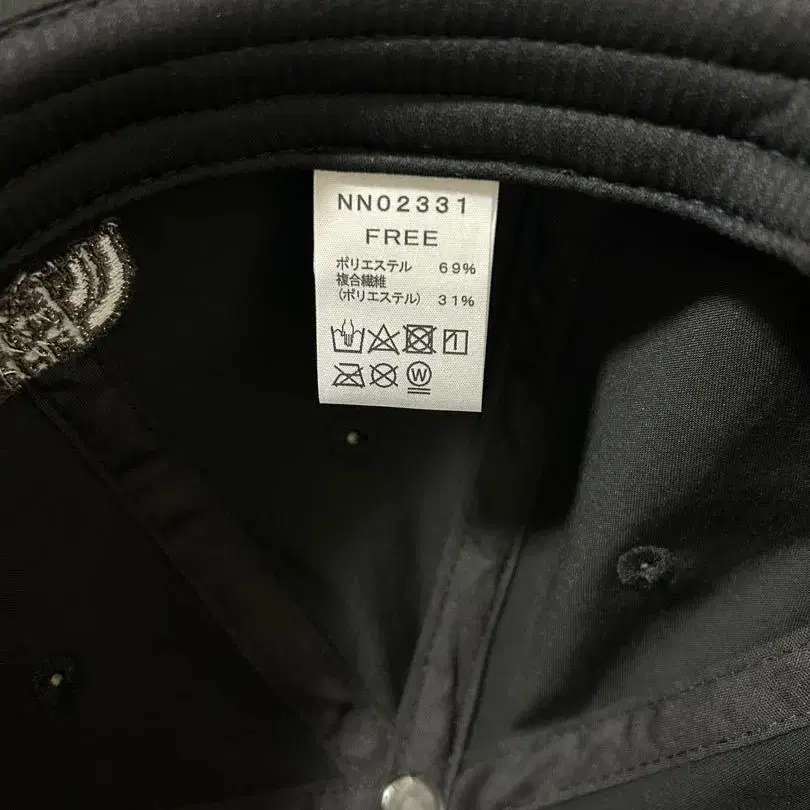 NN02331
FREE
ポリエステル 69%
複合繊維
(ポリエステル) 31%
W